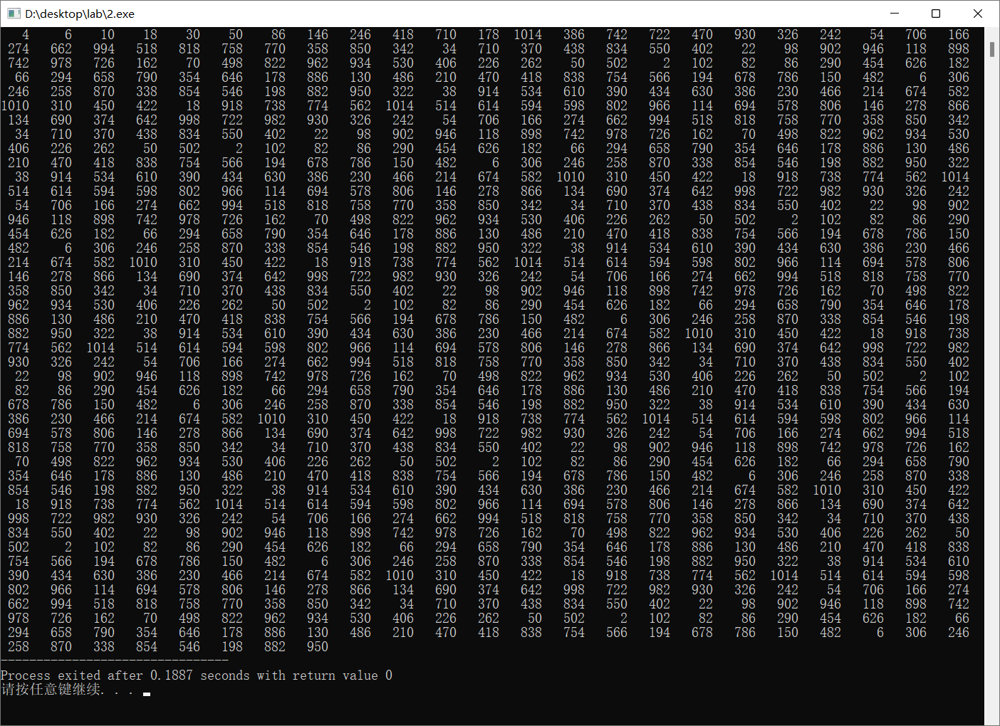 D:\desktop\lab\2.exe
4 6 10 18 30 50 86 146 246 418 710 178 1014 386 742 722 470 930 326 242 54 706 166
274 662 994 518 818 758 770 358 850 342 34 710 370 438 834 550 402 22 98 902 946 118 898
742 978 726 162 70 498 822 962 934 530 406 226 262 50 502 2 102 82 86 290 454 626 182
66 294 658 790 354 646 178 886 130 486 210 470 418 838 754 566 194 678 786 150 482 6 306
246 258 870 338 854 546 198 882 950 322 38 914 534 610 390 434 630 386 230 466 214 674 582
1010 310 450 422 18 918 738 774 562 1014 514 614 594 598 802 966 114 694 578 806 146 278 866
134 690 374 642 998 722 982 930 326 242 54 706 166 274 662 994 518 818 758 770 358 850 342
34 710 370 438 834 550 402 22 98 902 946 118 898 742 978 726 162 70 498 822 962 934 530
406 226 262 50 502 2 102 82 86 290 454 626 182 66 294 658 790 354 646 178 886 130 486
210 470 418 838 754 566 194 678 786 150 482 6 306 246 258 870 338 854 546 198 882 950 322
38 914 534 610 390 434 630 386 230 466 214 674 582 1010 310 450 422 18 918 738 774 562 1014
514 614 594 598 802 966 114 694 578 806 146 278 866 134 690 374 642 998 722 982 930 326 242
54 706 166 274 662 994 518 818 758 770 358 850 342 34 710 370 438 834 550 402 22 98 902
946 118 898 742 978 726 162 70 498 822 962 934 530 406 226 262 50 502 2 102 82 86 290
454 626 182 66 294 658 790 354 646 178 886 130 486 210 470 418 838 754 566 194 678 786 150
482 6 306 246 258 870 338 854 546 198 882 950 322 38 914 534 610 390 434 630 386 230 466
214 674 582 1010 310 450 422 18 918 738 774 562 1014 514 614 594 598 802 966 114 694 578 806
146 278 866 134 690 374 642 998 722 982 930 326 242 54 706 166 274 662 994 518 818 758 770
358 850 342 34 710 370 438 834 550 402 22 98 902 946 118 898 742 978 726 162 70 498 822
962 934 530 406 226 262 50 502 2 102 82 86 290 454 626 182 66 294 658 790 354 646 178
886 130 486 210 470 418 838 754 566 194 678 786 150 482 6 306 246 258 870 338 854 546 198
882 950 322 38 914 534 610 390 434 630 386 230 466 214 674 582 1010 310 450 422 18 918 738
774 562 1014 514 614 594 598 802 966 114 694 578 806 146 278 866 134 690 374 642 998 722 982
930 326 242 54 706 166 274 662 994 518 818 758 770 358 850 342 34 710 370 438 834 550 402
22 98 902 946 118 898 742 978 726 162 70 498 822 962 934 530 406 226 262 50 502 2 102
82 86 290 454 626 182 66 294 658 790 354 646 178 886 130 486 210 470 418 838 754 566 194
678 786 150 482 6 306 246 258 870 338 854 546 198 882 950 322 38 914 534 610 390 434 630
386 230 466 214 674 582 1010 310 450 422 18 918 738 774 562 1014 514 614 594 598 802 966 114
694 578 806 146 278 866 134 690 374 642 998 722 982 930 326 242 54 706 166 274 662 994 518
818 758 770 358 850 342 34 710 370 438 834 550 402 22 98 902 946 118 898 742 978 726 162
70 498 822 962 934 530 406 226 262 50 502 2 102 82 86 290 454 626 182 66 294 658 790
354 646 178 886 130 486 210 470 418 838 754 566 194 678 786 150 482 6 306 246 258 870 338
854 546 198 882 950 322 38 914 534 610 390 434 630 386 230 466 214 674 582 1010 310 450 422
18 918 738 774 562 1014 514 614 594 598 802 966 114 694 578 806 146 278 866 134 690 374 642
998 722 982 930 326 242 54 706 166 274 662 994 518 818 758 770 358 850 342 34 710 370 438
834 550 402 22 98 902 946 118 898 742 978 726 162 70 498 822 962 934 530 406 226 262 50
502 2 102 82 86 290 454 626 182 66 294 658 790 354 646 178 886 130 486 210 470 418 838
754 566 194 678 786 150 482 6 306 246 258 870 338 854 546 198 882 950 322 38 914 534 610
390 434 630 386 230 466 214 674 582 1010 310 450 422 18 918 738 774 562 1014 514 614 594 598
802 966 114 694 578 806 146 278 866 134 690 374 642 998 722 982 930 326 242 54 706 166 274
662 994 518 818 758 770 358 850 342 34 710 370 438 834 550 402 22 98 902 946 118 898 742
978 726 162 70 498 822 962 934 530 406 226 262 50 502 2 102 82 86 290 454 626 182 66
294 658 790 354 646 178 886 130 486 210 470 418 838 754 566 194 678 786 150 482 6 306 246
258 870 338 854 546 198 882 950
--------------------------------
Process exited after 0.1887 seconds with return value 0
请按任意键继续. . .